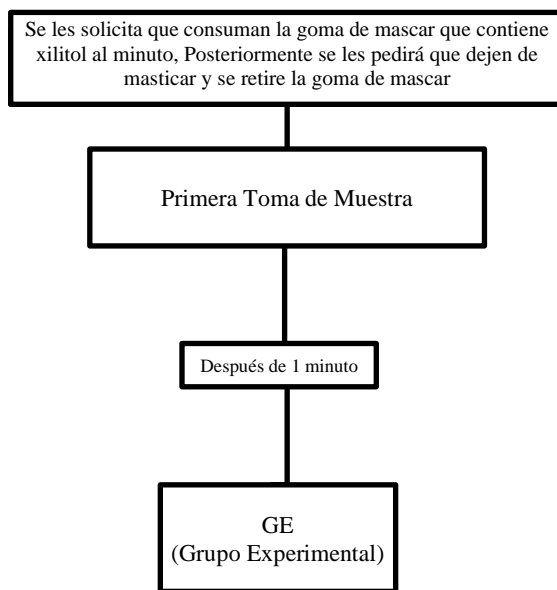 Se les solicita que consuman la goma de mascar que contiene
xilitol al minuto, Posteriormente se les pedirá que dejen de
masticar y se retire la goma de mascar
Primera Toma de Muestra
Después de 1 minuto
GE
(Grupo Experimental)